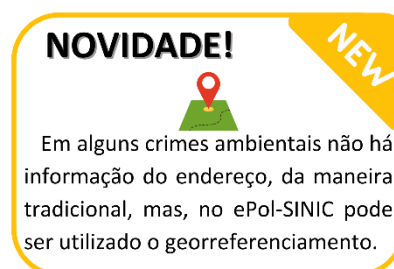 NOVIDADE!
NEW
Em alguns crimes ambientais não há
informação do endereço, da maneira
tradicional, mas, no ePol-SINIC pode
ser utilizado o georreferenciamento.